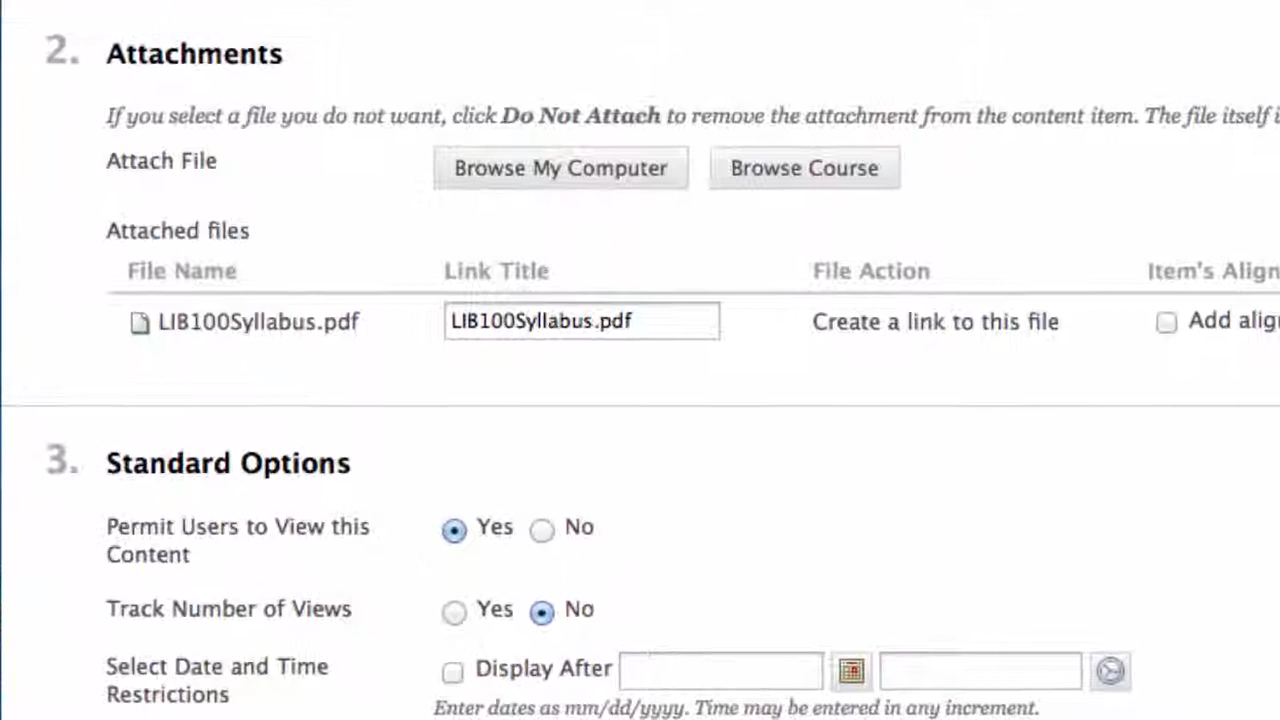 2. Attachments
If you select a file you do not want, click Do Not Attach to remove the attachment from the content item. The file itself
Attach File Browse My Computer Browse Course
Attached files
File Name Link Title File Action Item's
LIB100Syllabus.pdf LIB100Syllabus.pdf Create a link to this file Add
3. Standard Options
Permit Users to View this Yes No
Content
Track Number of Views Yes No
Select Date and Time Display After
Restrictions
Enter dates as mm/dd/yyyy. Time may be entered in any increment.